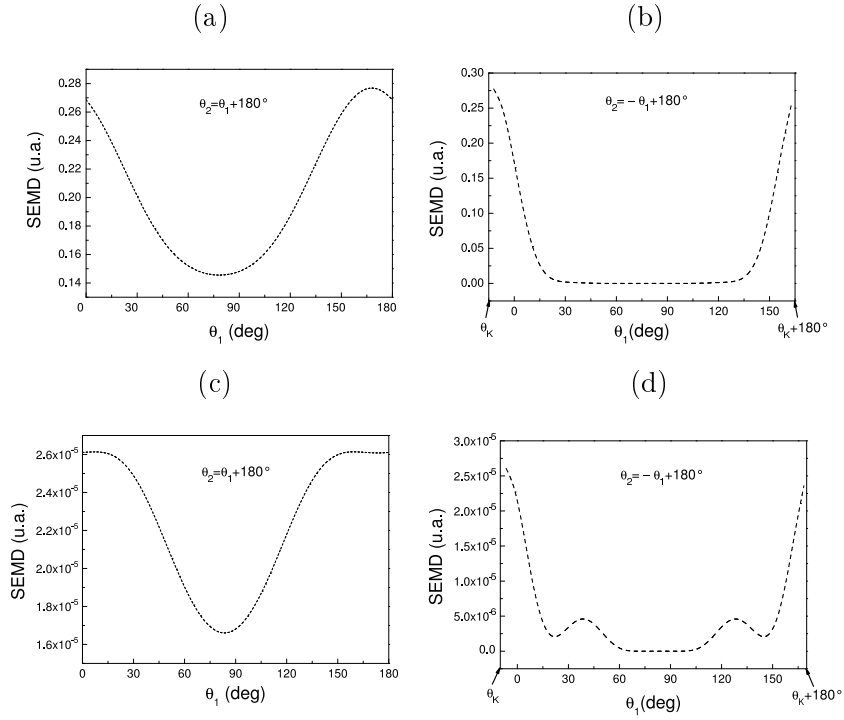 (a)
θ₂=θ₁+180°
SEMD (u.a.)
0.28
0.26
0.24
0.22
0.20
0.18
0.16
0.14
0 30 60 90 120 150 180
θ₁ (deg)
(b)
θ₂= − θ₁+180°
SEMD (u.a.)
0.30
0.25
0.20
0.15
0.10
0.05
0.00
0 30 60 90 120 150
θ_K
θ₁(deg)
θ_K+180°
(c)
θ₂=θ₁+180°
SEMD (u.a.)
2.6x10⁻⁵
2.4x10⁻⁵
2.2x10⁻⁵
2.0x10⁻⁵
1.8x10⁻⁵
1.6x10⁻⁵
0 30 60 90 120 150 180
θ₁ (deg)
(d)
θ₂= − θ₁+180°
SEMD (u.a.)
3.0x10⁻⁵
2.5x10⁻⁵
2.0x10⁻⁵
1.5x10⁻⁵
1.0x10⁻⁵
5.0x10⁻⁶
0.0
0 30 60 90 120 150
θ_K
θ₁ (deg)
θ_K+180°